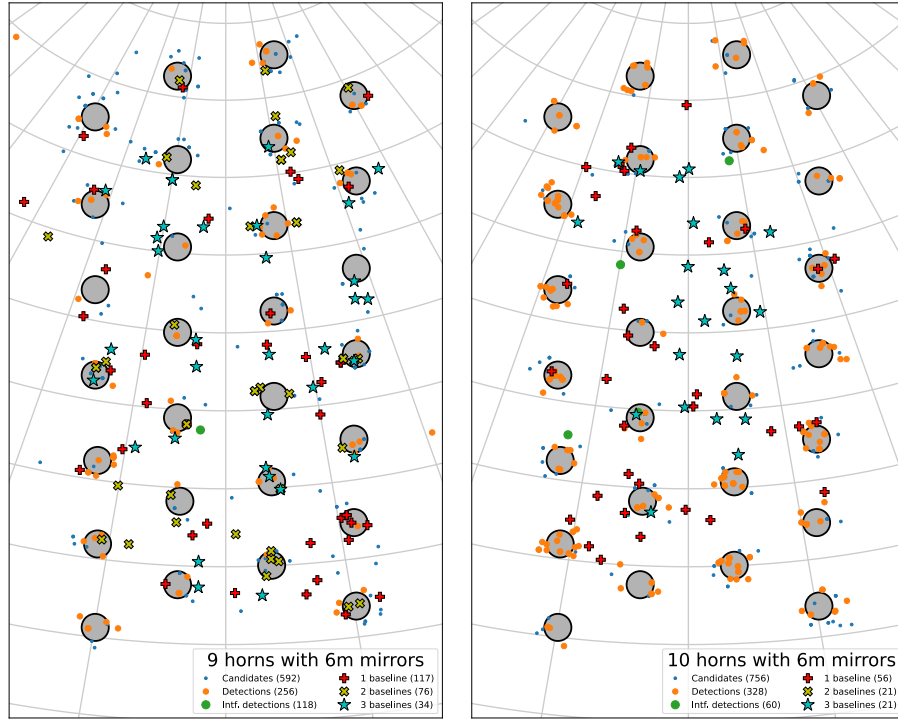 9 horns with 6m mirrors
Candidates (592)
Detections (256)
Intf. detections (118)
1 baseline (117)
2 baselines (76)
3 baselines (34)
10 horns with 6m mirrors
Candidates (756)
Detections (328)
Intf. detections (60)
1 baseline (56)
2 baselines (21)
3 baselines (21)